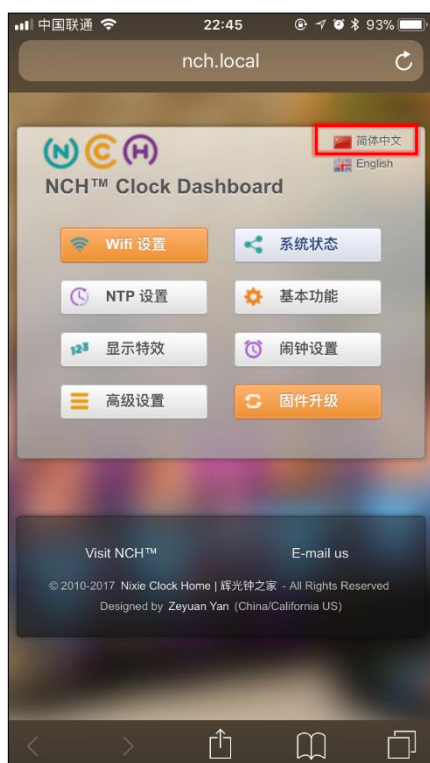 中国联通 22:45 93%
nch.local
N C H
简体中文
English
NCH™ Clock Dashboard
Wifi 设置 系统状态
NTP 设置 基本功能
123 显示特效 闹钟设置
高级设置 固件升级
Visit NCH™ E-mail us
© 2010-2017 Nixie Clock Home | 辉光钟之家 - All Rights Reserved
Designed by Zeyuan Yan (China/California US)